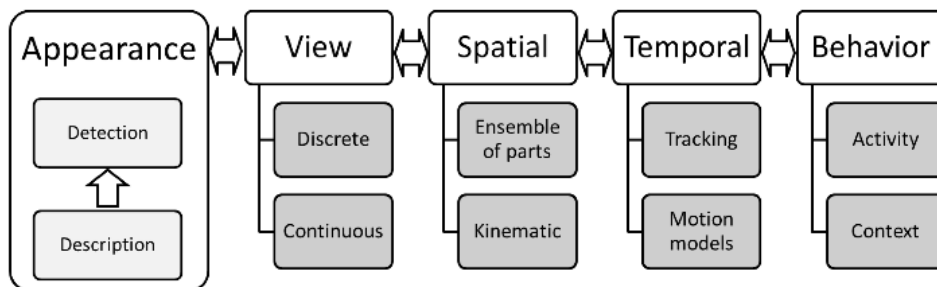 Appearance
View
Spatial
Temporal
Behavior
Detection
Description
Discrete
Continuous
Ensemble
of parts
Kinematic
Tracking
Motion
models
Activity
Context